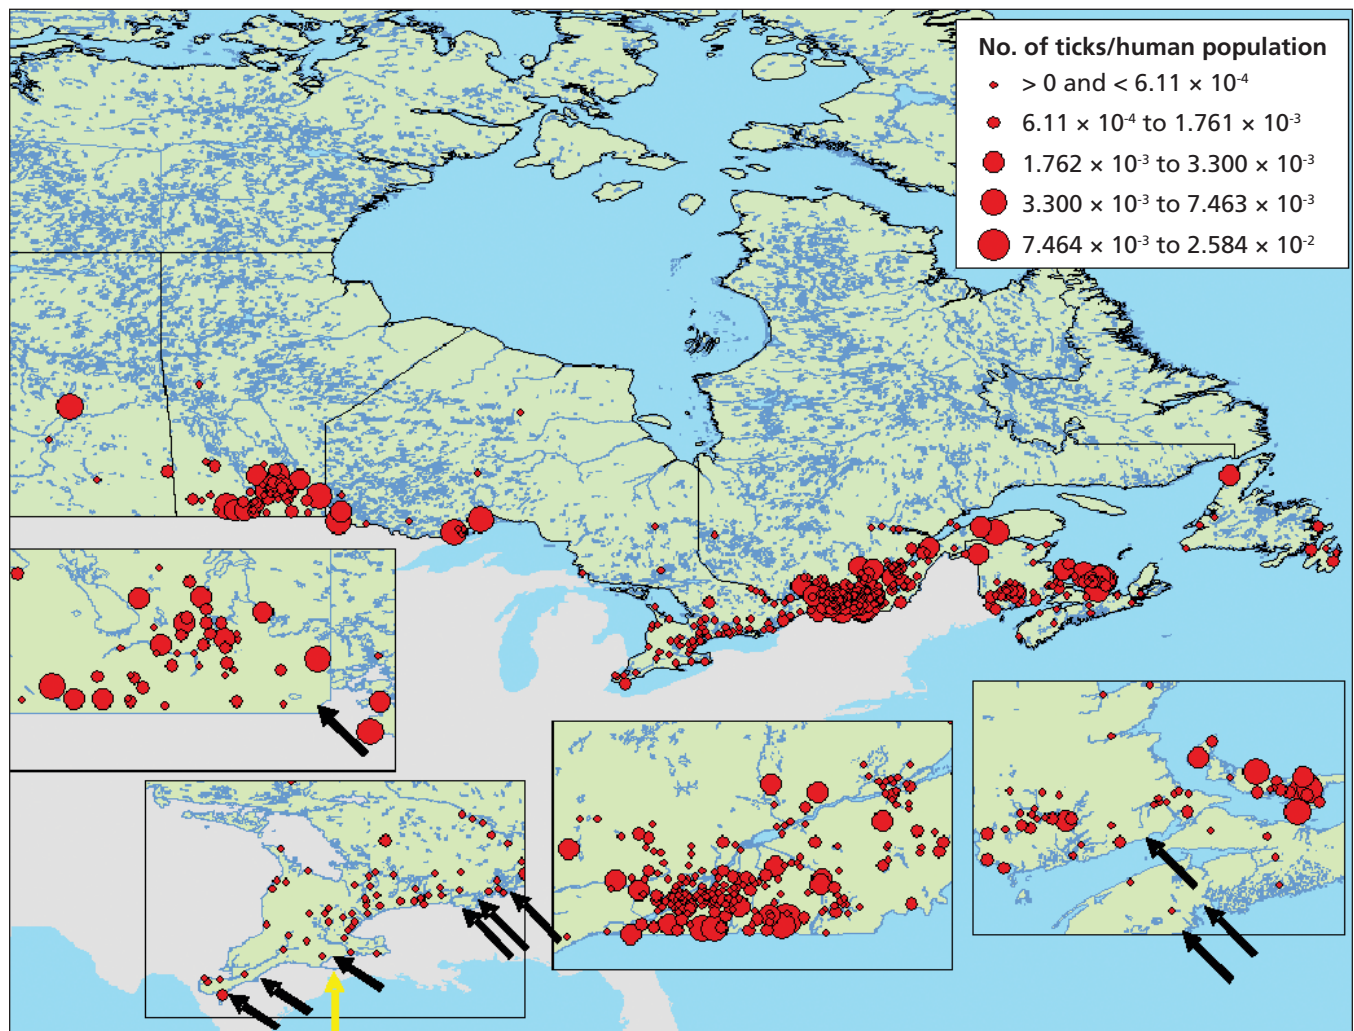 No. of ticks/human population
> 0 and < 6.11 × 10⁻⁴
6.11 × 10⁻⁴ to 1.761 × 10⁻³
1.762 × 10⁻³ to 3.300 × 10⁻³
3.300 × 10⁻³ to 7.463 × 10⁻³
7.464 × 10⁻³ to 2.584 × 10⁻²